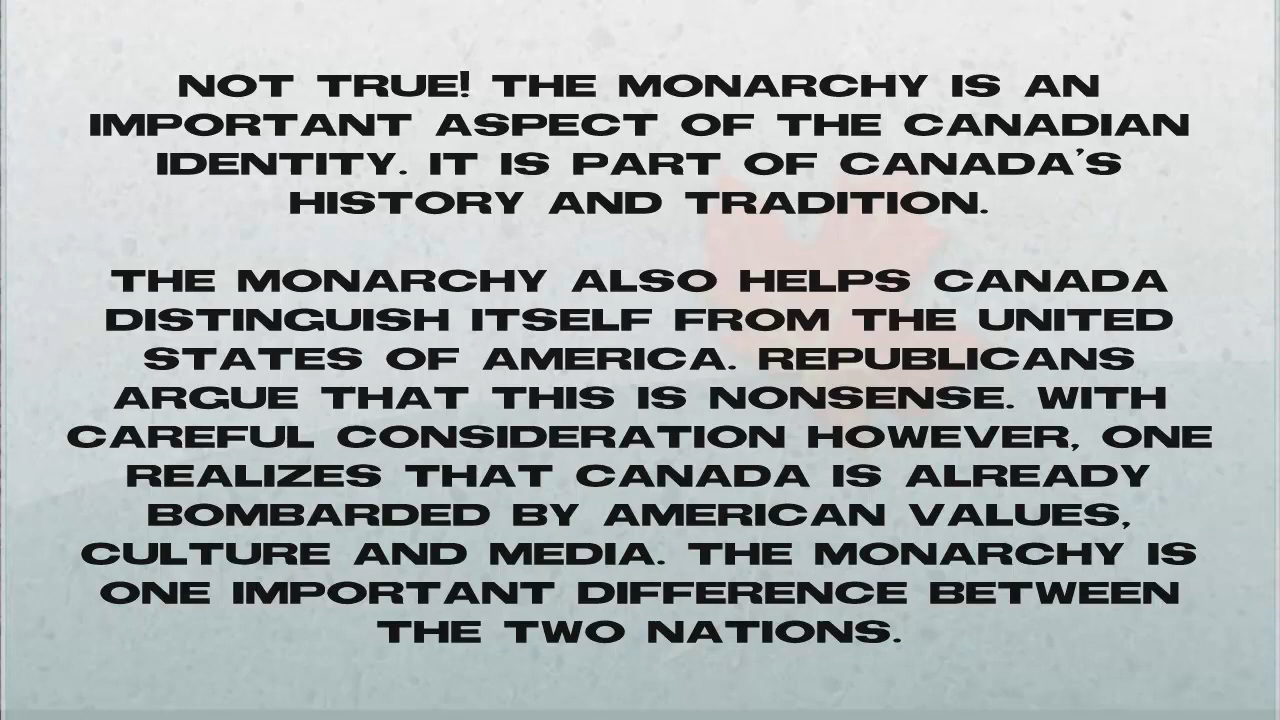 NOT TRUE! THE MONARCHY IS AN
IMPORTANT ASPECT OF THE CANADIAN
IDENTITY. IT IS PART OF CANADA'S
HISTORY AND TRADITION.
THE MONARCHY ALSO HELPS CANADA
DISTINGUISH ITSELF FROM THE UNITED
STATES OF AMERICA. REPUBLICANS
ARGUE THAT THIS IS NONSENSE. WITH
CAREFUL CONSIDERATION HOWEVER, ONE
REALIZES THAT CANADA IS ALREADY
BOMBARDED BY AMERICAN VALUES,
CULTURE AND MEDIA. THE MONARCHY IS
ONE IMPORTANT DIFFERENCE BETWEEN
THE TWO NATIONS.